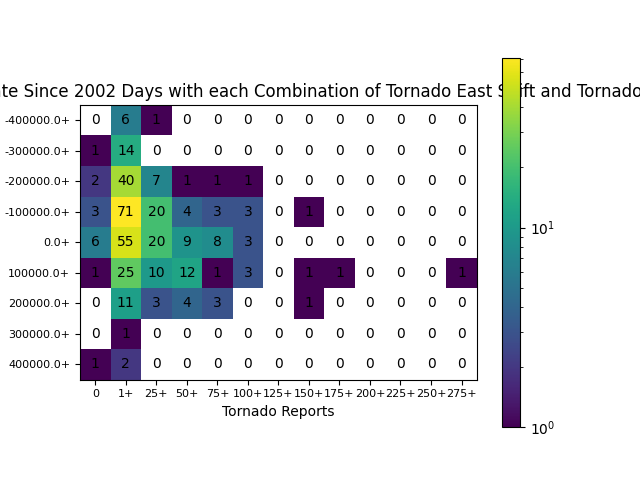 te Since 2002 Days with each Combination of Tornado East Shift and Tornado
-400000.0+ 0 6 1 0 0 0 0 0 0 0 0 0 0
-300000.0+ 1 14 0 0 0 0 0 0 0 0 0 0 0
-200000.0+ 2 40 7 1 1 1 0 0 0 0 0 0 0
-100000.0+ 3 71 20 4 3 3 0 1 0 0 0 0 0
0.0+ 6 55 20 9 8 3 0 0 0 0 0 0 0
100000.0+ 1 25 10 12 1 3 0 1 1 0 0 0 1
200000.0+ 0 11 3 4 3 0 0 1 0 0 0 0 0
300000.0+ 0 1 0 0 0 0 0 0 0 0 0 0 0
400000.0+ 1 2 0 0 0 0 0 0 0 0 0 0 0
0 1+ 25+ 50+ 75+ 100+ 125+ 150+ 175+ 200+ 225+ 250+ 275+
Tornado Reports
10¹
10⁰